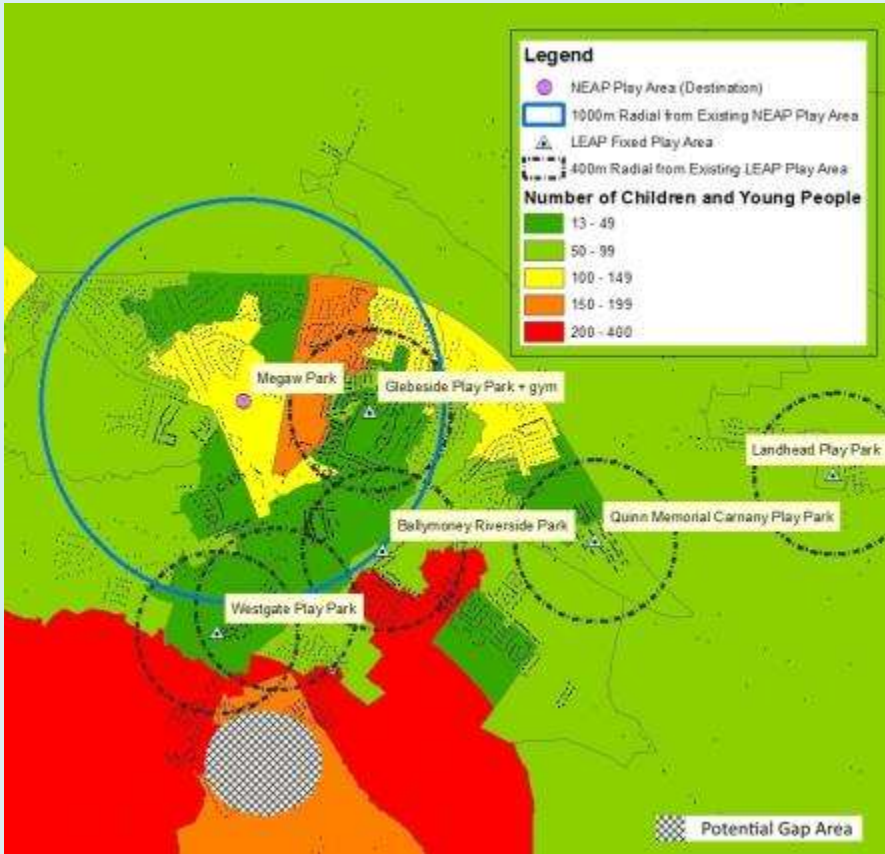 Legend
NEAP Play Area (Destination)
1000m Radial from Existing NEAP Play Area
LEAP Fixed Play Area
400m Radial from Existing LEAP Play Area
Number of Children and Young People
13 - 49
50 - 99
100 - 149
150 - 199
200 - 460
Megaw Park
Glebeside Play Park + gym
Landhead Play Park
Ballymoney Riverside Park
Quinn Memorial Carnany Play Park
Westgate Play Park
Potential Gap Area